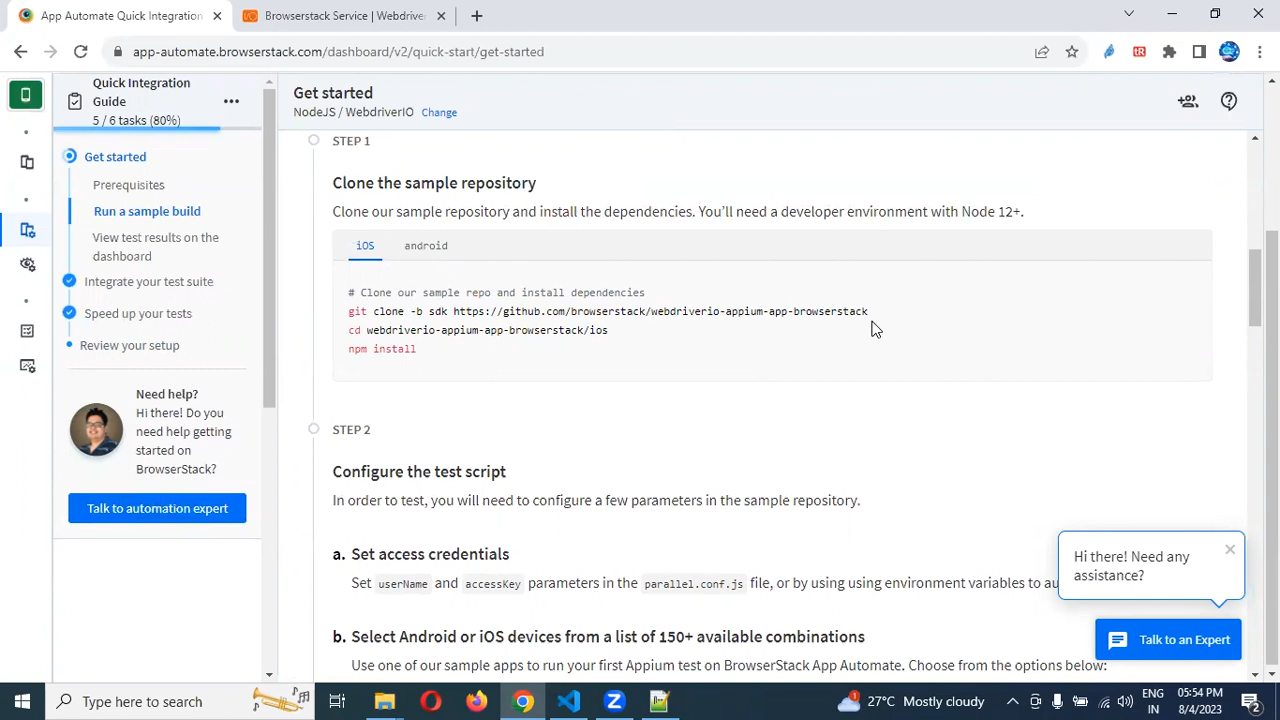 App Automate Quick Integration
Browserstack Service | Webdriver
app-automate.browserstack.com/dashboard/v2/quick-start/get-started
Quick Integration
Guide
5 / 6 tasks (80%)
Get started
Prerequisites
Run a sample build
View test results on the
dashboard
Integrate your test suite
Speed up your tests
Review your setup
Need help?
Hi there! Do you
need help getting
started on
BrowserStack?
Talk to automation expert
Get started
NodeJS / WebdriverIO Change
STEP 1
Clone the sample repository
Clone our sample repository and install the dependencies. You’ll need a developer environment with Node 12+.
iOS android
# Clone our sample repo and install dependencies
git clone -b sdk https://github.com/browserstack/webdriverio-appium-app-browserstack
cd webdriverio-appium-app-browserstack/ios
npm install
STEP 2
Configure the test script
In order to test, you will need to configure a few parameters in the sample repository.
a. Set access credentials
Set userName and accessKey parameters in the parallel.conf.js file, or by using using environment variables to au
b. Select Android or iOS devices from a list of 150+ available combinations
Use one of our sample apps to run your first Appium test on BrowserStack App Automate. Choose from the options below:
Hi there! Need any
assistance?
Talk to an Expert
Type here to search
1
27°C Mostly cloudy
ENG
IN
05:54 PM
8/4/2023
2